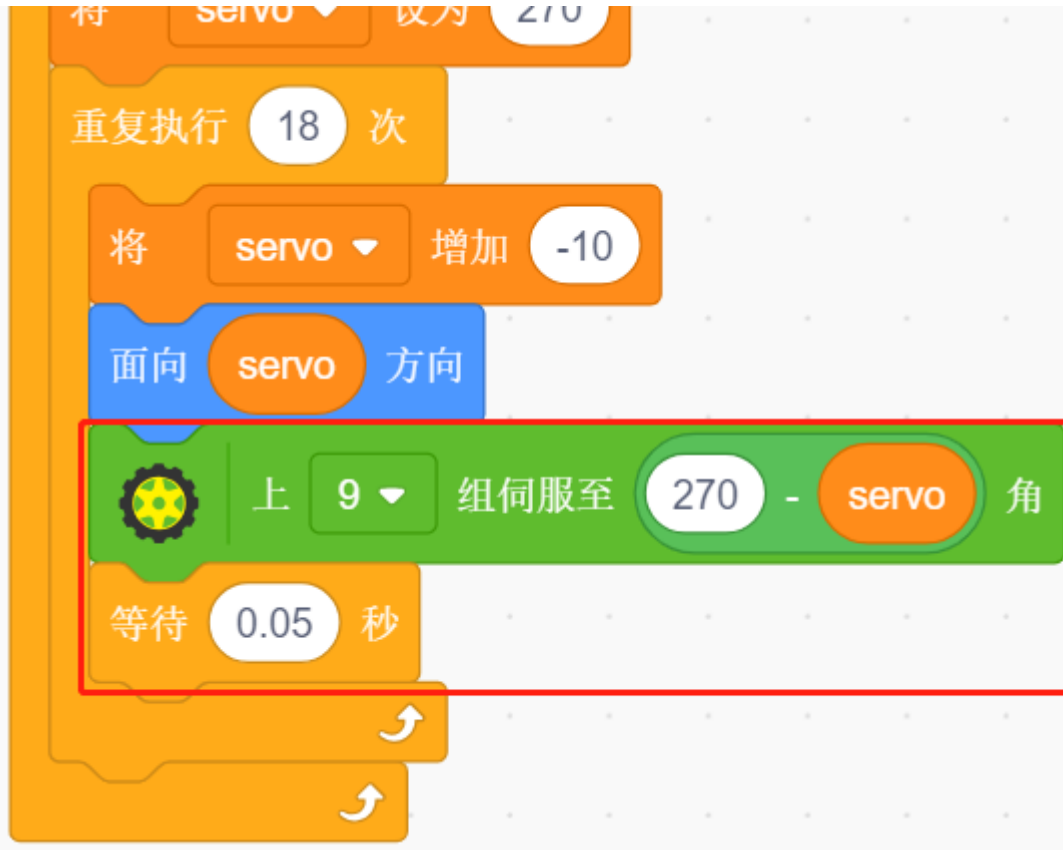 将 servo 设为 270
重复执行 18 次
将 servo 增加 -10
面向 servo 方向
上 9 组伺服至 270 - servo 角
等待 0.05 秒